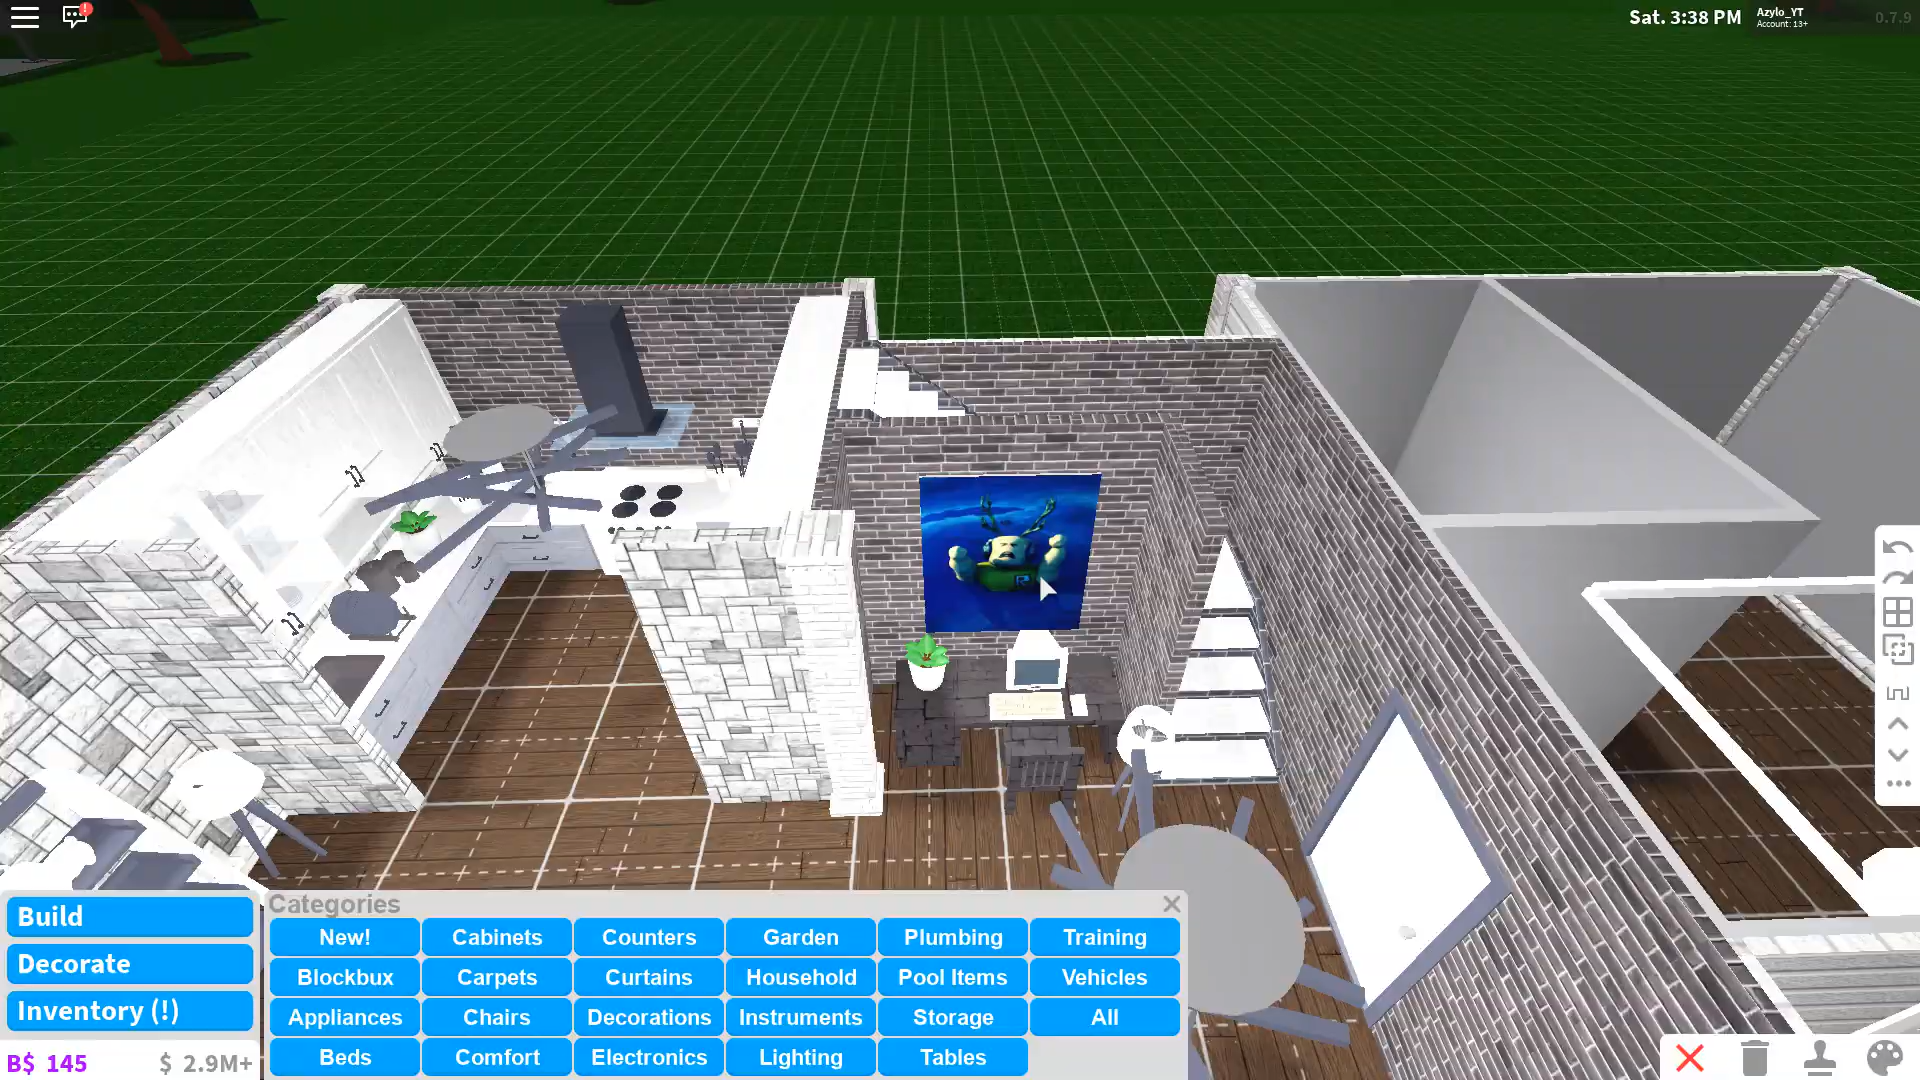 Sat. 3:38 PM
Azylo_YT
Account: 13+
0.7.9
Build
Decorate
Inventory (!)
B$ 145
$ 2.9M+
Categories
New!
Cabinets
Counters
Garden
Plumbing
Training
Blockbux
Carpets
Curtains
Household
Pool Items
Vehicles
Appliances
Chairs
Decorations
Instruments
Storage
All
Beds
Comfort
Electronics
Lighting
Tables